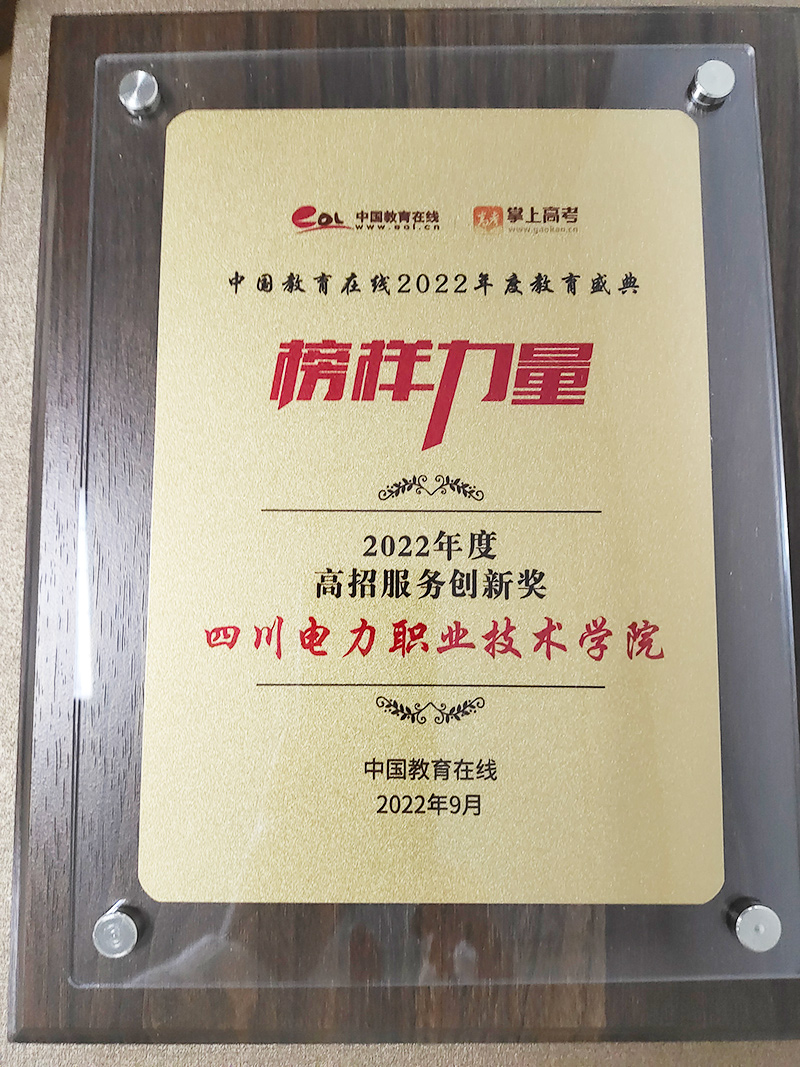 eol 中国教育在线 www.eol.cn 高考 掌上高考 www.gaokao.cn
中国教育在线2022年度教育盛典
榜样力量
2022年度
高招服务创新奖
四川电力职业技术学院
中国教育在线
2022年9月